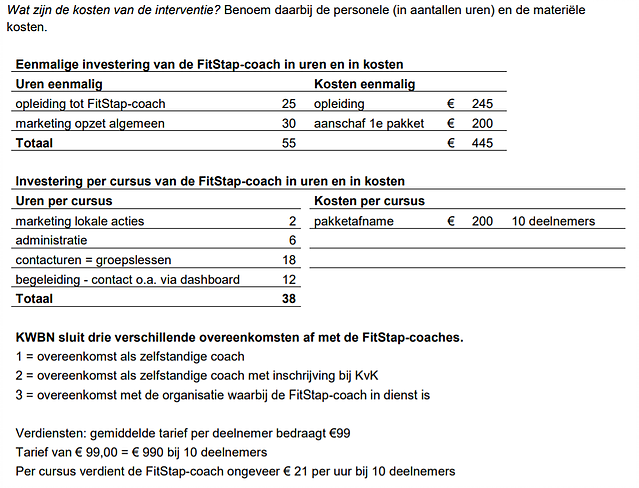 Wat zijn de kosten van de interventie? Benoem daarbij de personele (in aantallen uren) en de materiële
kosten.
Eenmalige investering van de FitStap-coach in uren en in kosten
Uren eenmalig Kosten eenmalig
opleiding tot FitStap-coach 25 opleiding € 245
marketing opzet algemeen 30 aanschaf 1e pakket € 200
Totaal 55 € 445
Investering per cursus van de FitStap-coach in uren en in kosten
Uren per cursus Kosten per cursus
marketing lokale acties 2 pakketafname € 200 10 deelnemers
administratie 6
contacturen = groepslessen 18
begeleiding - contact o.a. via dashboard 12
Totaal 38
KWBN sluit drie verschillende overeenkomsten af met de FitStap-coaches.
1 = overeenkomst als zelfstandige coach
2 = overeenkomst als zelfstandige coach met inschrijving bij KvK
3 = overeenkomst met de organisatie waarbij de FitStap-coach in dienst is
Verdiensten: gemiddelde tarief per deelnemer bedraagt €99
Tarief van € 99,00 = € 990 bij 10 deelnemers
Per cursus verdient de FitStap-coach ongeveer € 21 per uur bij 10 deelnemers